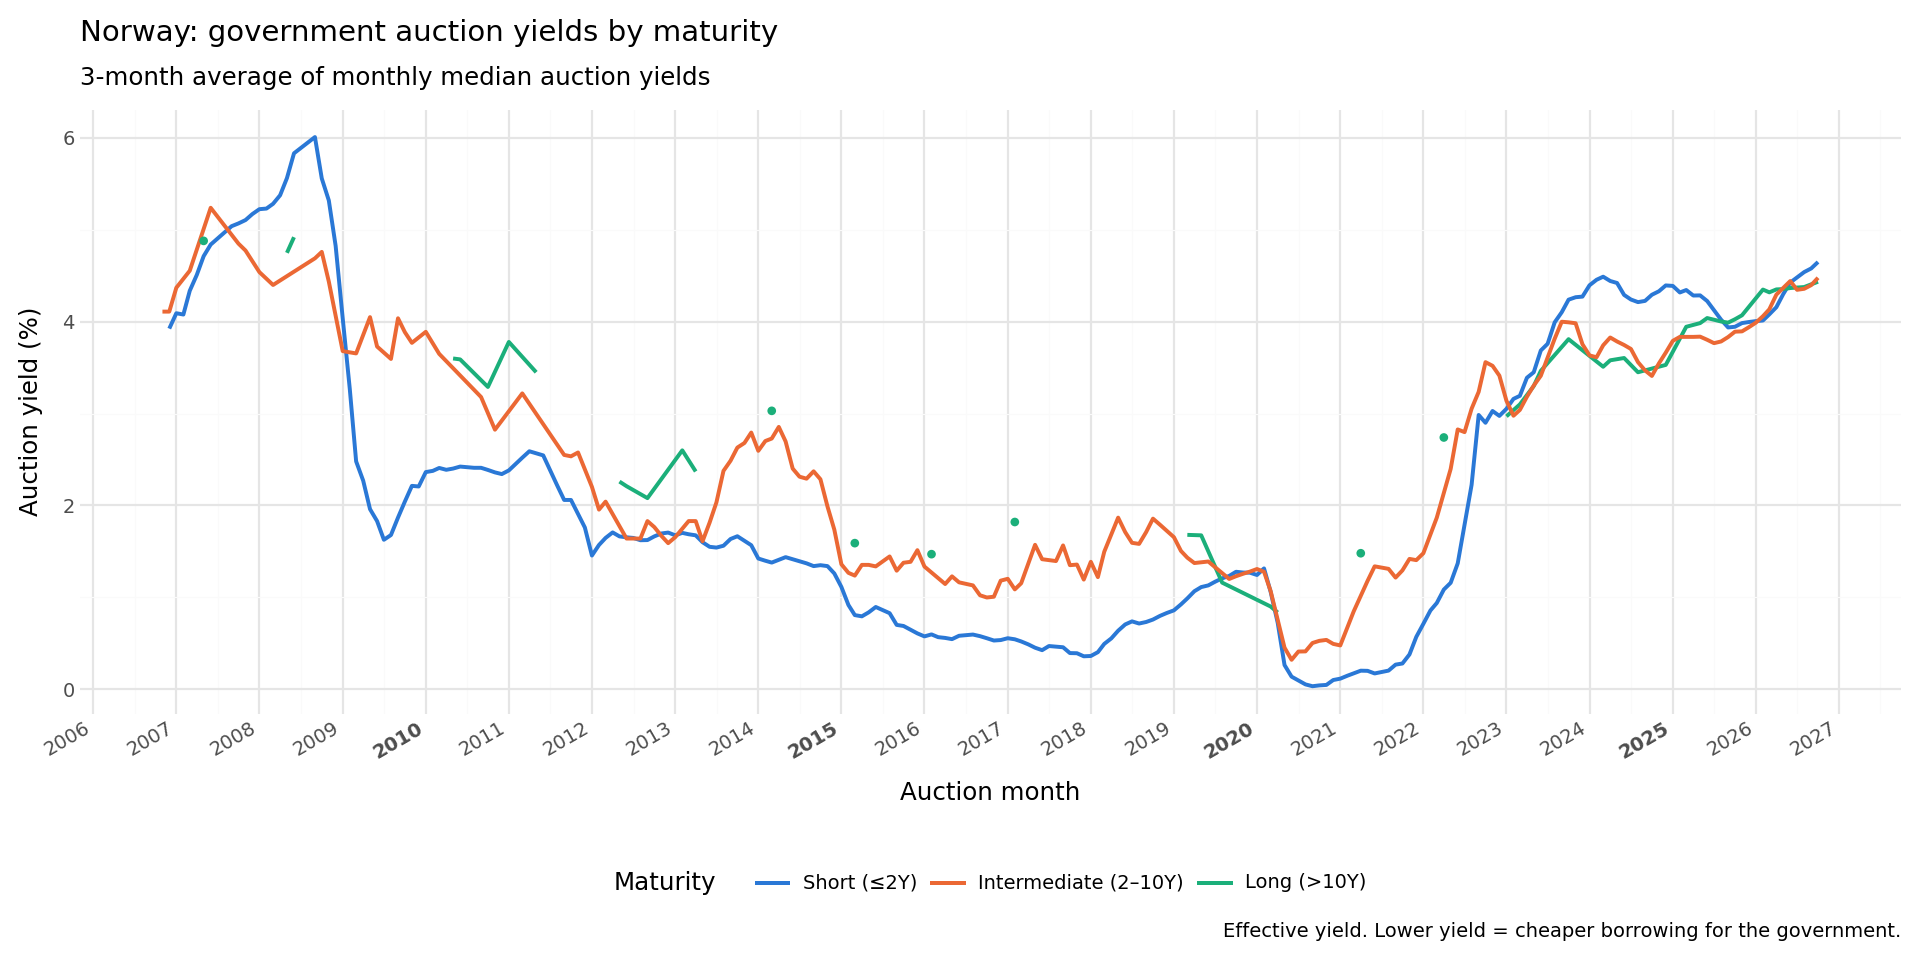 Norway: government auction yields by maturity
3-month average of monthly median auction yields
Auction yield (%)
6
4
2
0
2006 2007 2008 2009 2010 2011 2012 2013 2014 2015 2016 2017 2018 2019 2020 2021 2022 2023 2024 2025 2026 2027
Auction month
Maturity Short (≤2Y) Intermediate (2–10Y) Long (>10Y)
Effective yield. Lower yield = cheaper borrowing for the government.